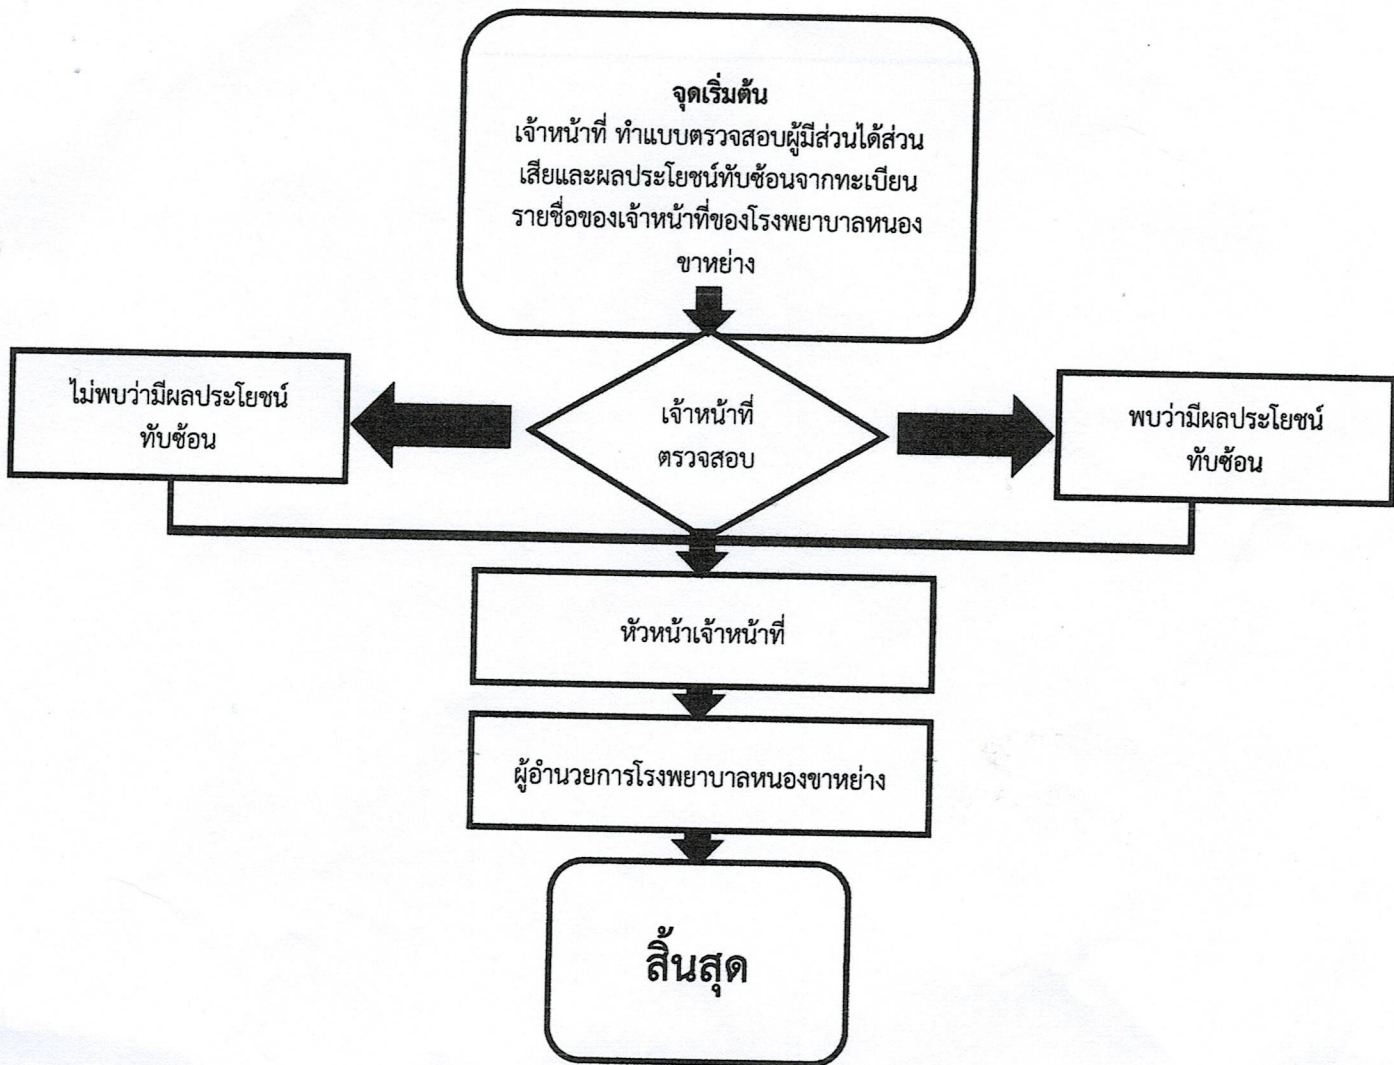 จุดเริ่มต้น
เจ้าหน้าที่ ทำแบบตรวจสอบผู้มีส่วนได้ส่วน
เสียและผลประโยชน์ทับซ้อนจากทะเบียน
รายชื่อของเจ้าหน้าที่ของโรงพยาบาลหนอง
ขาหย่าง
ไม่พบว่ามีผลประโยชน์
ทับซ้อน
เจ้าหน้าที่
ตรวจสอบ
พบว่ามีผลประโยชน์
ทับซ้อน
หัวหน้าเจ้าหน้าที่
ผู้อำนวยการโรงพยาบาลหนองขาหย่าง
สิ้นสุด